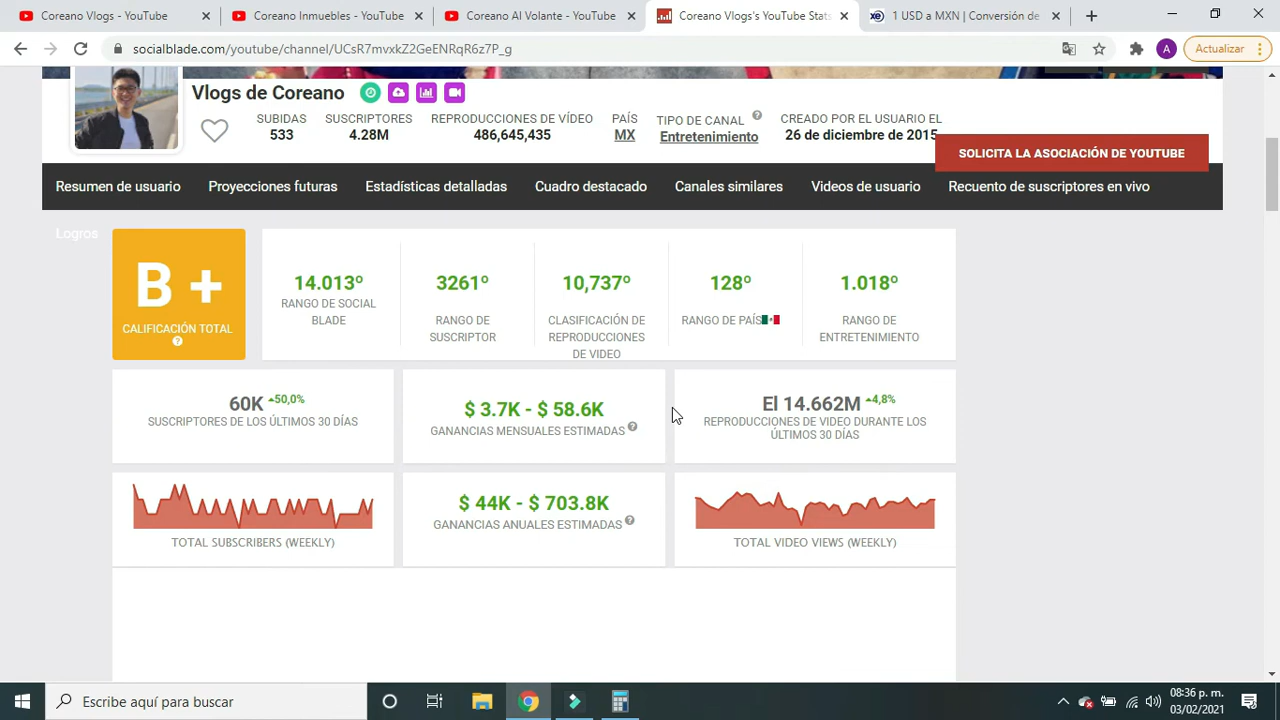 Coreano Vlogs - YouTube
Coreano Inmuebles - YouTube
Coreano Al Volante - YouTube
Coreano Vlogs's YouTube Stats
1 USD a MXN | Conversión de
socialblade.com/youtube/channel/UCsR7mvxkZ2GeENRqR6z7P_g
A
Actualizar
Vlogs de Coreano
SUBIDAS
533
SUSCRIPTORES
4.28M
REPRODUCCIONES DE VÍDEO
486,645,435
PAÍS
MX
TIPO DE CANAL
Entretenimiento
CREADO POR EL USUARIO EL
26 de diciembre de 2015
SOLICITA LA ASOCIACIÓN DE YOUTUBE
Resumen de usuario
Proyecciones futuras
Estadísticas detalladas
Cuadro destacado
Canales similares
Videos de usuario
Recuento de suscriptores en vivo
Logros
B +
CALIFICACIÓN TOTAL
14.013º
RANGO DE SOCIAL
BLADE
3261º
RANGO DE
SUSCRIPTOR
10,737º
CLASIFICACIÓN DE
REPRODUCCIONES
DE VIDEO
128º
RANGO DE PAÍS
1.018º
RANGO DE
ENTRETENIMIENTO
60K 50,0%
SUSCRIPTORES DE LOS ÚLTIMOS 30 DÍAS
$ 3.7K - $ 58.6K
GANANCIAS MENSUALES ESTIMADAS
El 14.662M 4,8%
REPRODUCCIONES DE VIDEO DURANTE LOS
ÚLTIMOS 30 DÍAS
TOTAL SUBSCRIBERS (WEEKLY)
$ 44K - $ 703.8K
GANANCIAS ANUALES ESTIMADAS
TOTAL VIDEO VIEWS (WEEKLY)
Escribe aquí para buscar
08:36 p. m.
03/02/2021